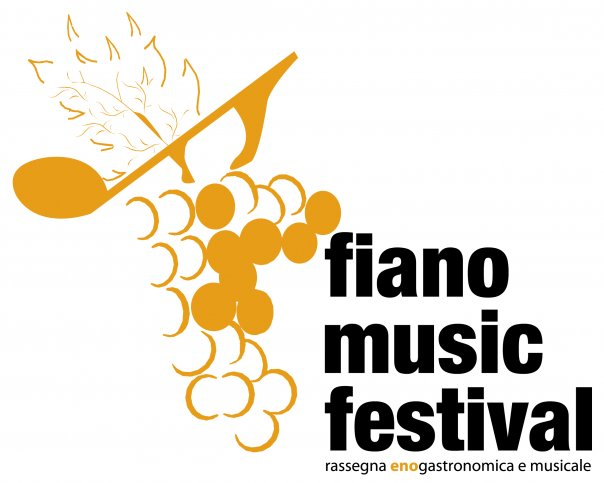 fiano
music
festival
rassegna enogastronomica e musicale